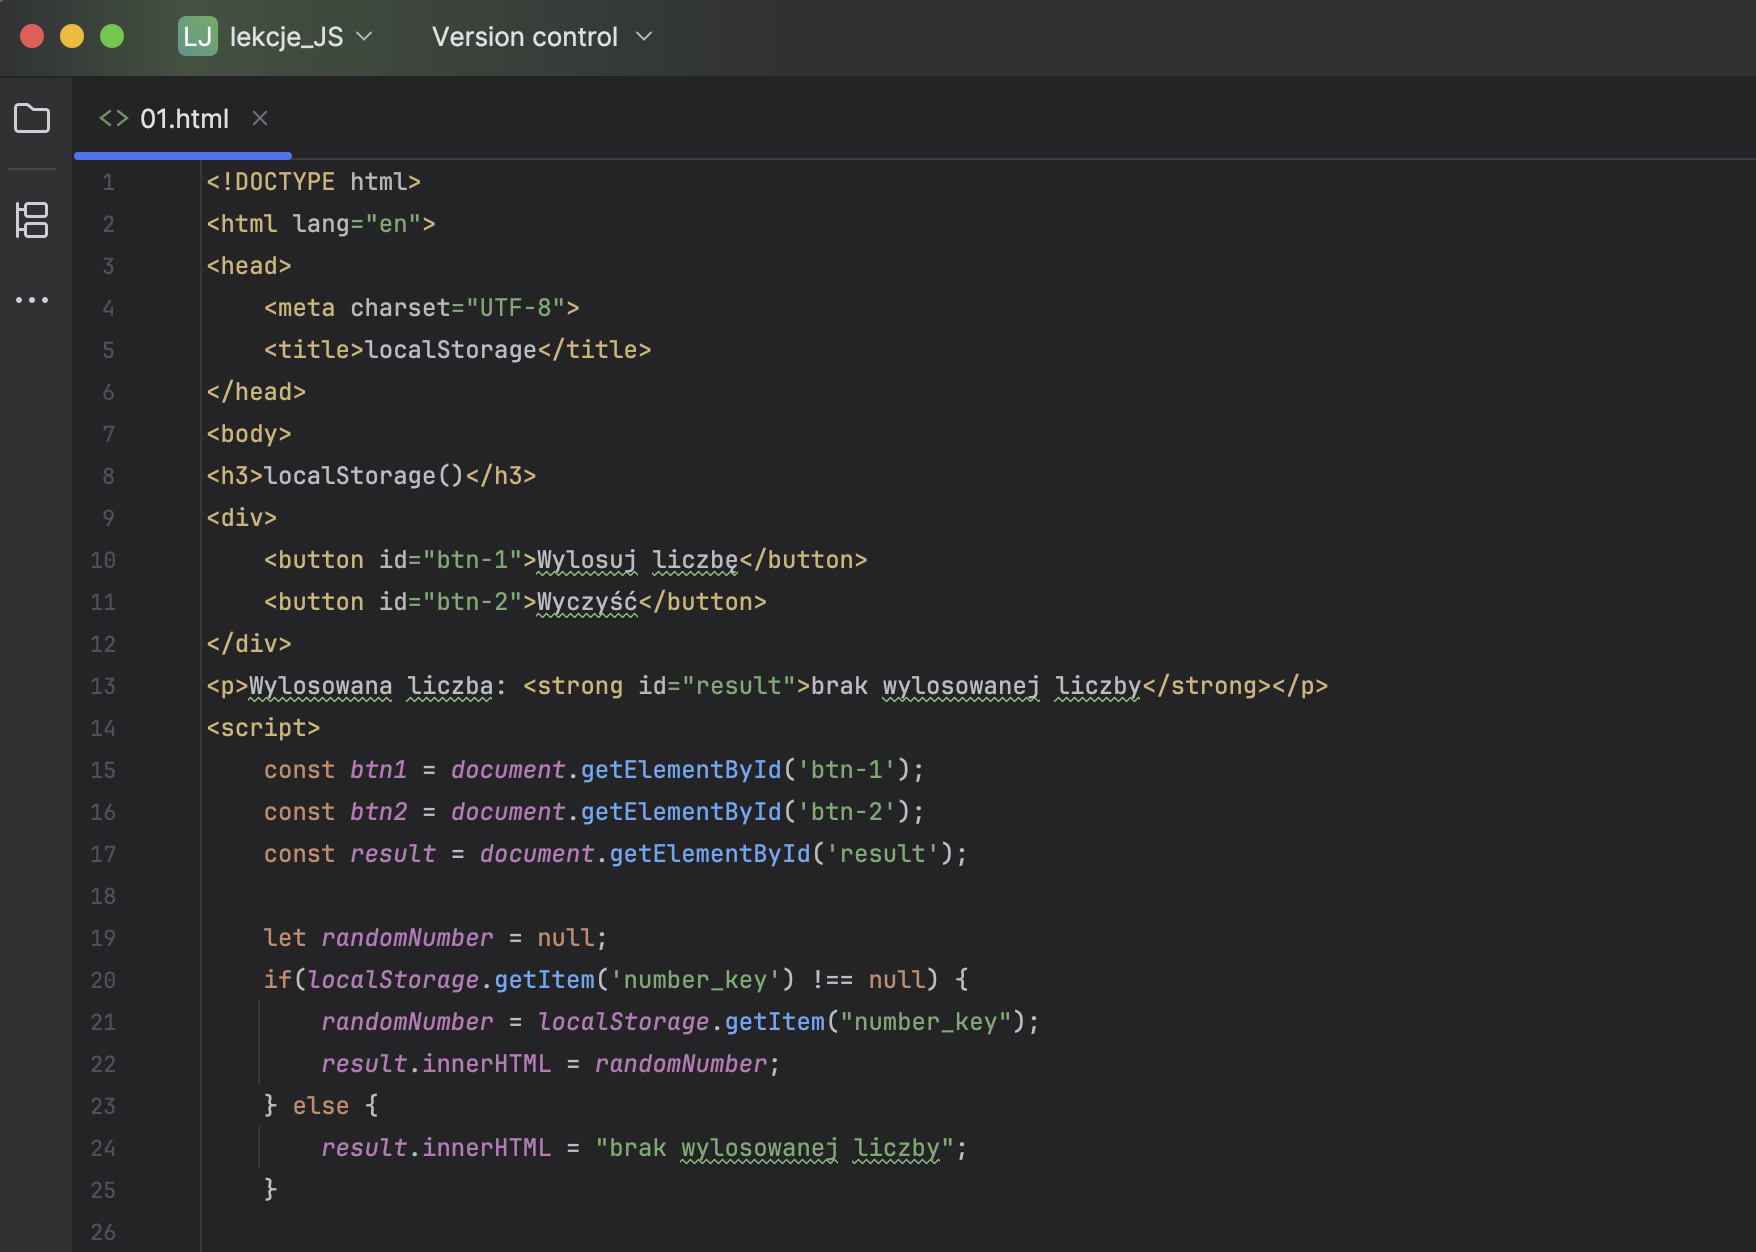 LJ lekcje_JS Version control
<> 01.html
1 <!DOCTYPE html>
2 <html lang="en">
3 <head>
4     <meta charset="UTF-8">
5     <title>localStorage</title>
6 </head>
7 <body>
8 <h3>localStorage()</h3>
9 <div>
10     <button id="btn-1">Wylosuj liczbę</button>
11     <button id="btn-2">Wyczyść</button>
12 </div>
13 <p>Wylosowana liczba: <strong id="result">brak wylosowanej liczby</strong></p>
14 <script>
15     const btn1 = document.getElementById('btn-1');
16     const btn2 = document.getElementById('btn-2');
17     const result = document.getElementById('result');
18
19     let randomNumber = null;
20     if(localStorage.getItem('number_key') !== null) {
21         randomNumber = localStorage.getItem("number_key");
22         result.innerHTML = randomNumber;
23     } else {
24         result.innerHTML = "brak wylosowanej liczby";
25     }
26